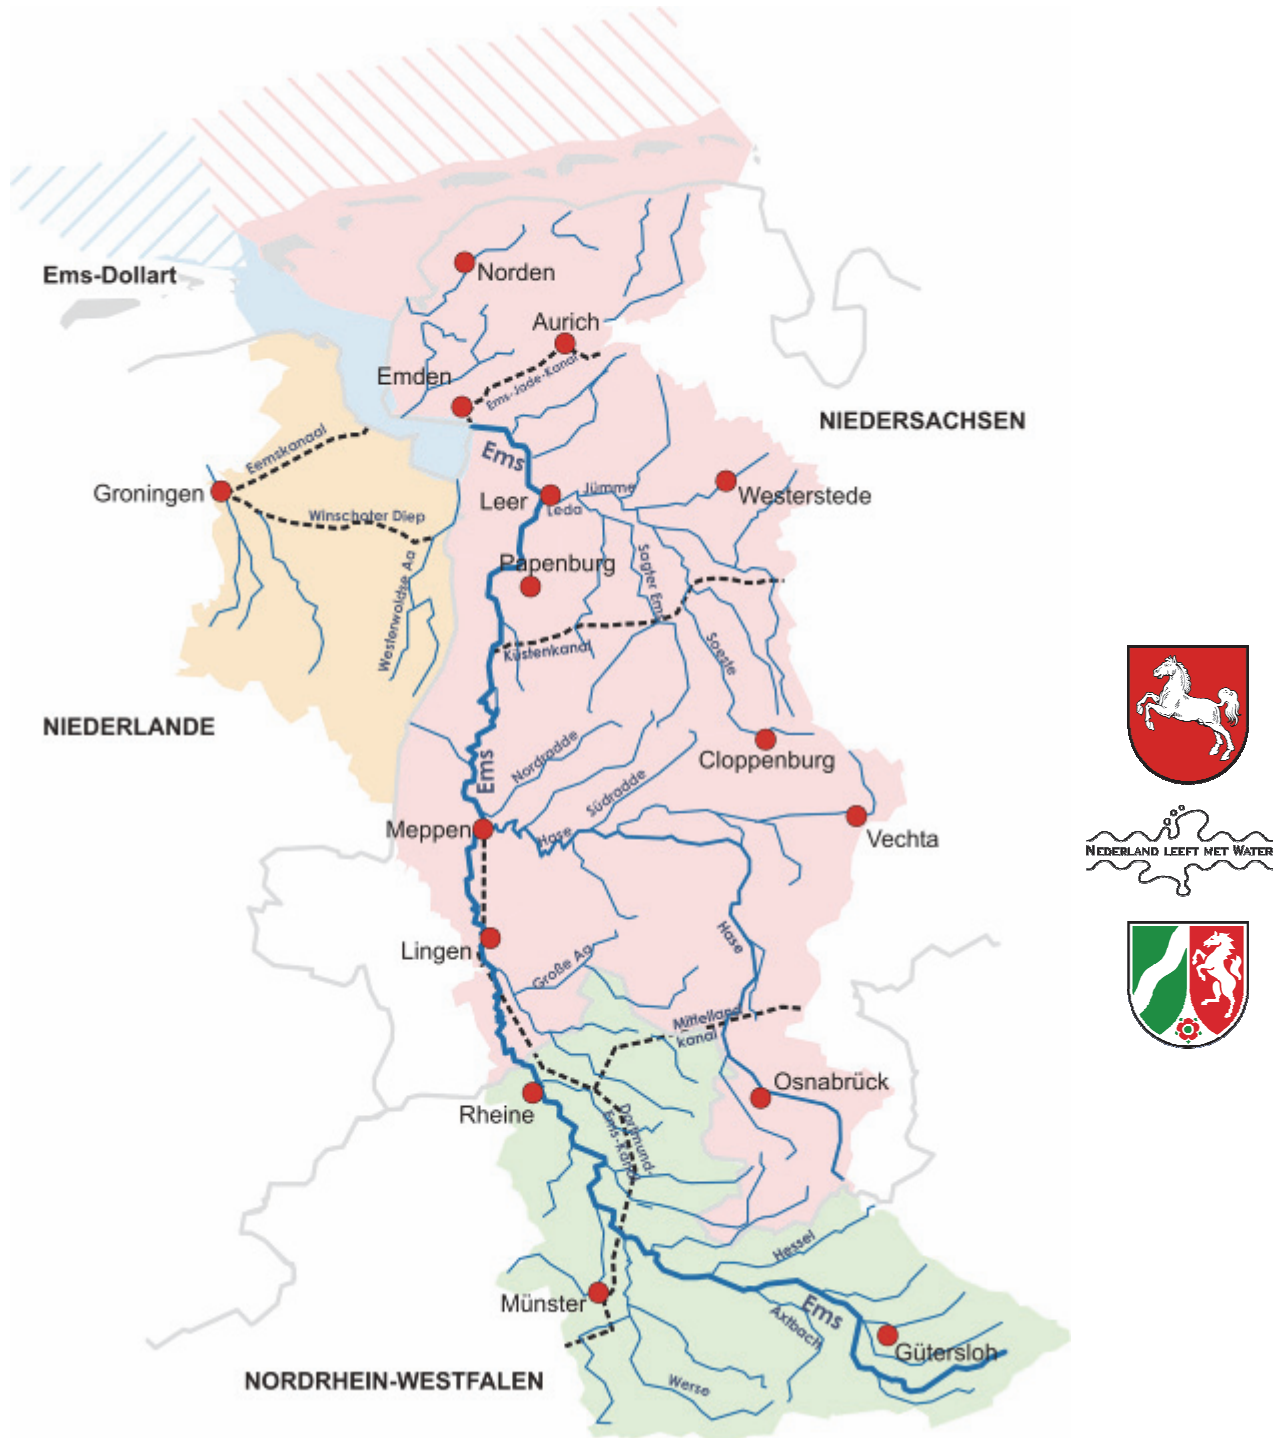 Ems-Dollart
Norden
Aurich
Emden
Ems-Jade-Kanal
NIEDERSACHSEN
Eemskanaal
Ems
Groningen
Winschoter Diep
Leer
Jümme
Leda
Westerstede
Papenburg
Sagter Ems
Westerwoldse Aa
Küstenkanal
Soeste
NIEDERLANDE
Ems
Nordradde
Cloppenburg
Südradde
Meppen
Hase
Vechta
Lingen
Große Aa
Hase
NEDERLAND LEEFT MET WATER
Mittelland
kanal
Osnabrück
Rheine
Dortmund-
Ems-Kanal
Hessel
Münster
Ems
Axtbach
Gütersloh
NORDRHEIN-WESTFALEN
Werse